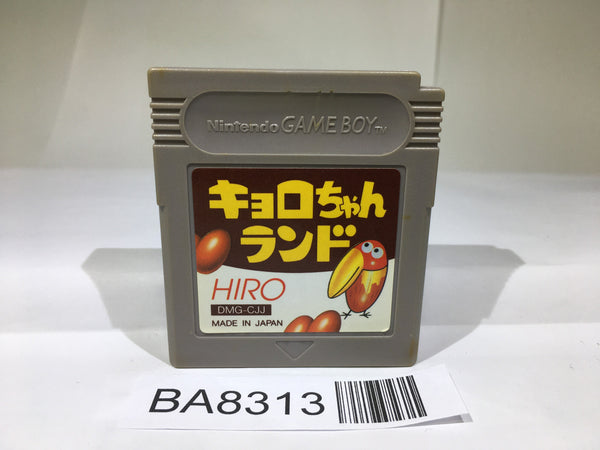 Nintendo GAME BOY TM
キョロちゃん
ランド
HIRO
DMG-CJJ
MADE IN JAPAN
BA8313